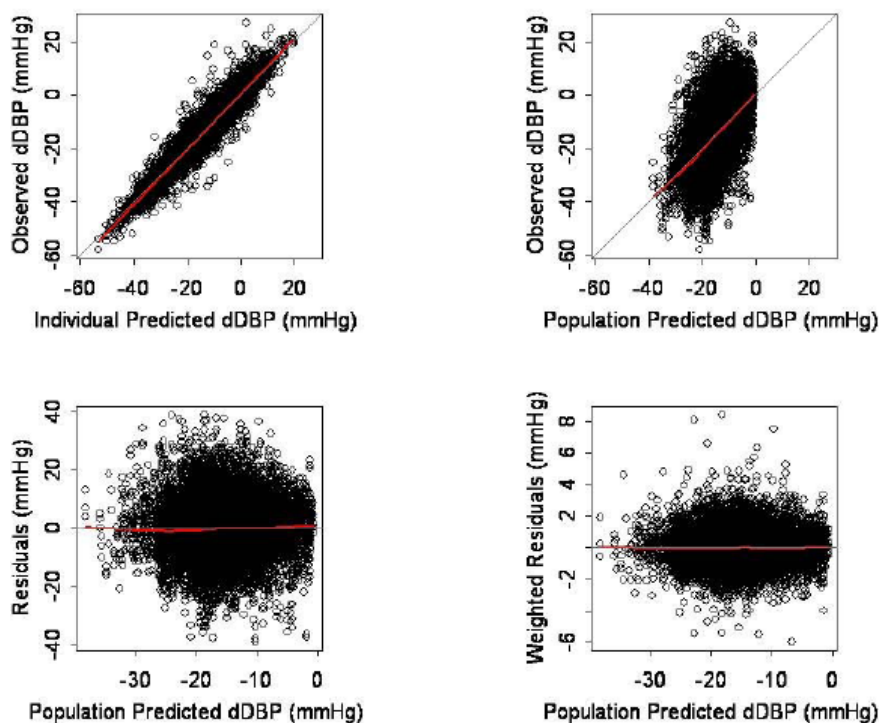 20
0
-20
-40
-60
Observed dDBP (mmHg)
-60 -40 -20 0 20
Individual Predicted dDBP (mmHg)
20
0
-20
-40
-60
Observed dDBP (mmHg)
-60 -40 -20 0 20
Population Predicted dDBP (mmHg)
40
20
0
-20
-40
Residuals (mmHg)
-30 -20 -10 0
Population Predicted dDBP (mmHg)
8
6
4
2
-2
-6
Weighted Residuals (mmHg)
-30 -20 -10 0
Population Predicted dDBP (mmHg)